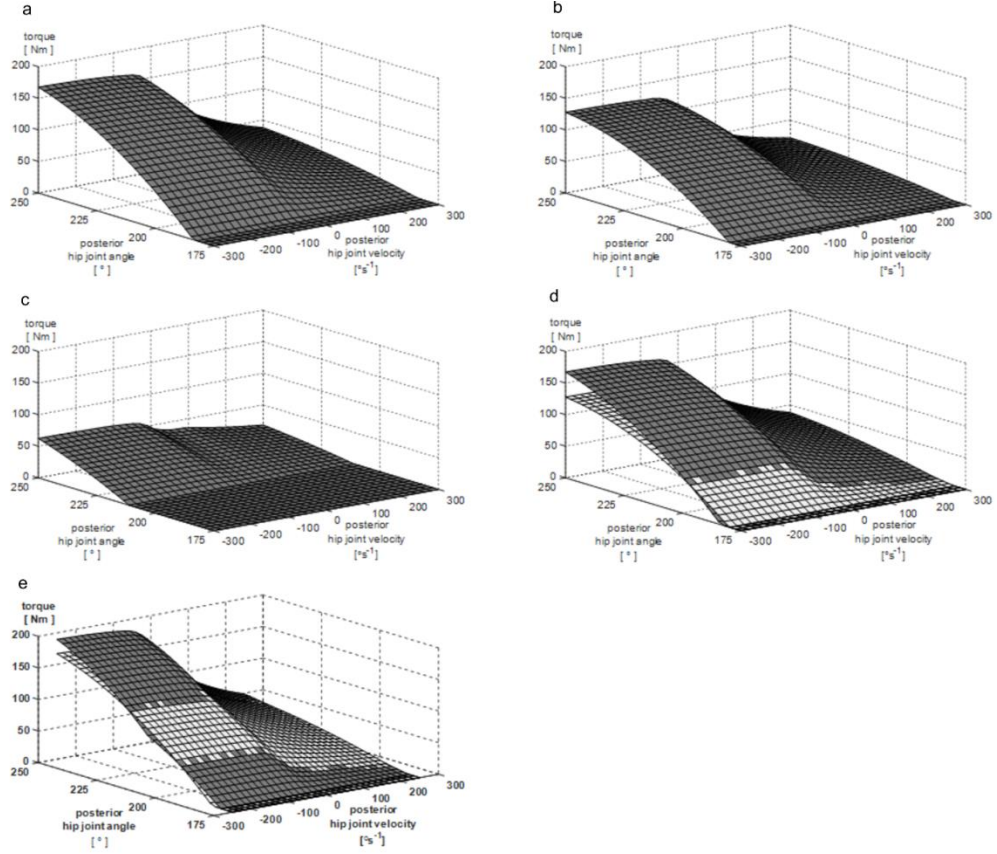 a
torque
[ Nm ]
200
150
100
50
0
250
225
200
175
posterior
hip joint angle
[ ° ]
-300
-200
-100
0
100
200
300
posterior
hip joint velocity
[°s-1]
b
torque
[ Nm ]
200
150
100
50
0
250
225
200
175
posterior
hip joint angle
[ ° ]
-300
-200
-100
0
100
200
300
posterior
hip joint velocity
[°s-1]
c
torque
[ Nm ]
200
150
100
50
0
250
225
200
175
posterior
hip joint angle
[ ° ]
-300
-200
-100
0
100
200
300
posterior
hip joint velocity
[°s-1]
d
torque
[ Nm ]
200
150
100
50
0
250
225
200
175
posterior
hip joint angle
[ ° ]
-300
-200
-100
0
100
200
300
posterior
hip joint velocity
[°s-1]
e
torque
[ Nm ]
200
150
100
50
0
250
225
200
175
posterior
hip joint angle
[ ° ]
-300
-200
-100
0
100
200
300
posterior
hip joint velocity
[°s-1]